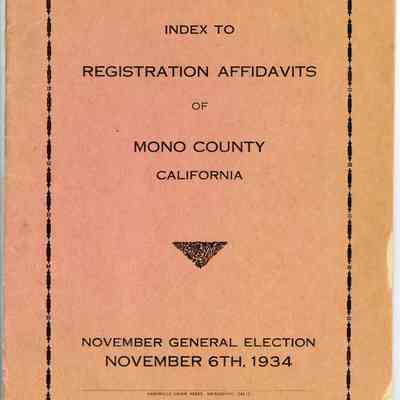 INDEX TO
REGISTRATION AFFIDAVITS
OF
MONO COUNTY
CALIFORNIA
NOVEMBER GENERAL ELECTION
NOVEMBER 6TH, 1934